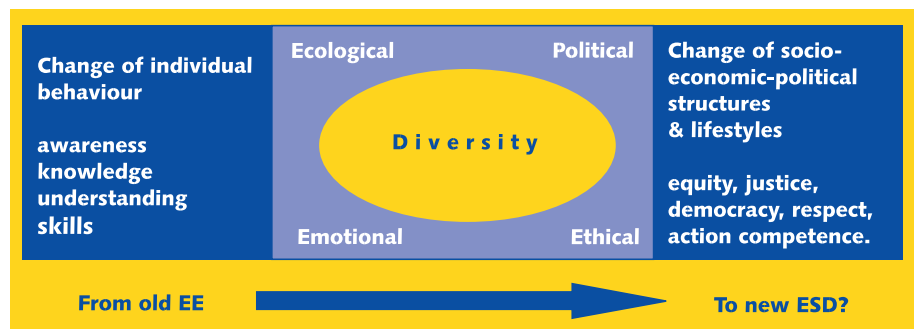 Change of individual
behaviour
awareness
knowledge
understanding
skills
Ecological
Political
Diversity
Emotional
Ethical
Change of socio-
economic-political
structures
& lifestyles
equity, justice,
democracy, respect,
action competence.
From old EE
To new ESD?